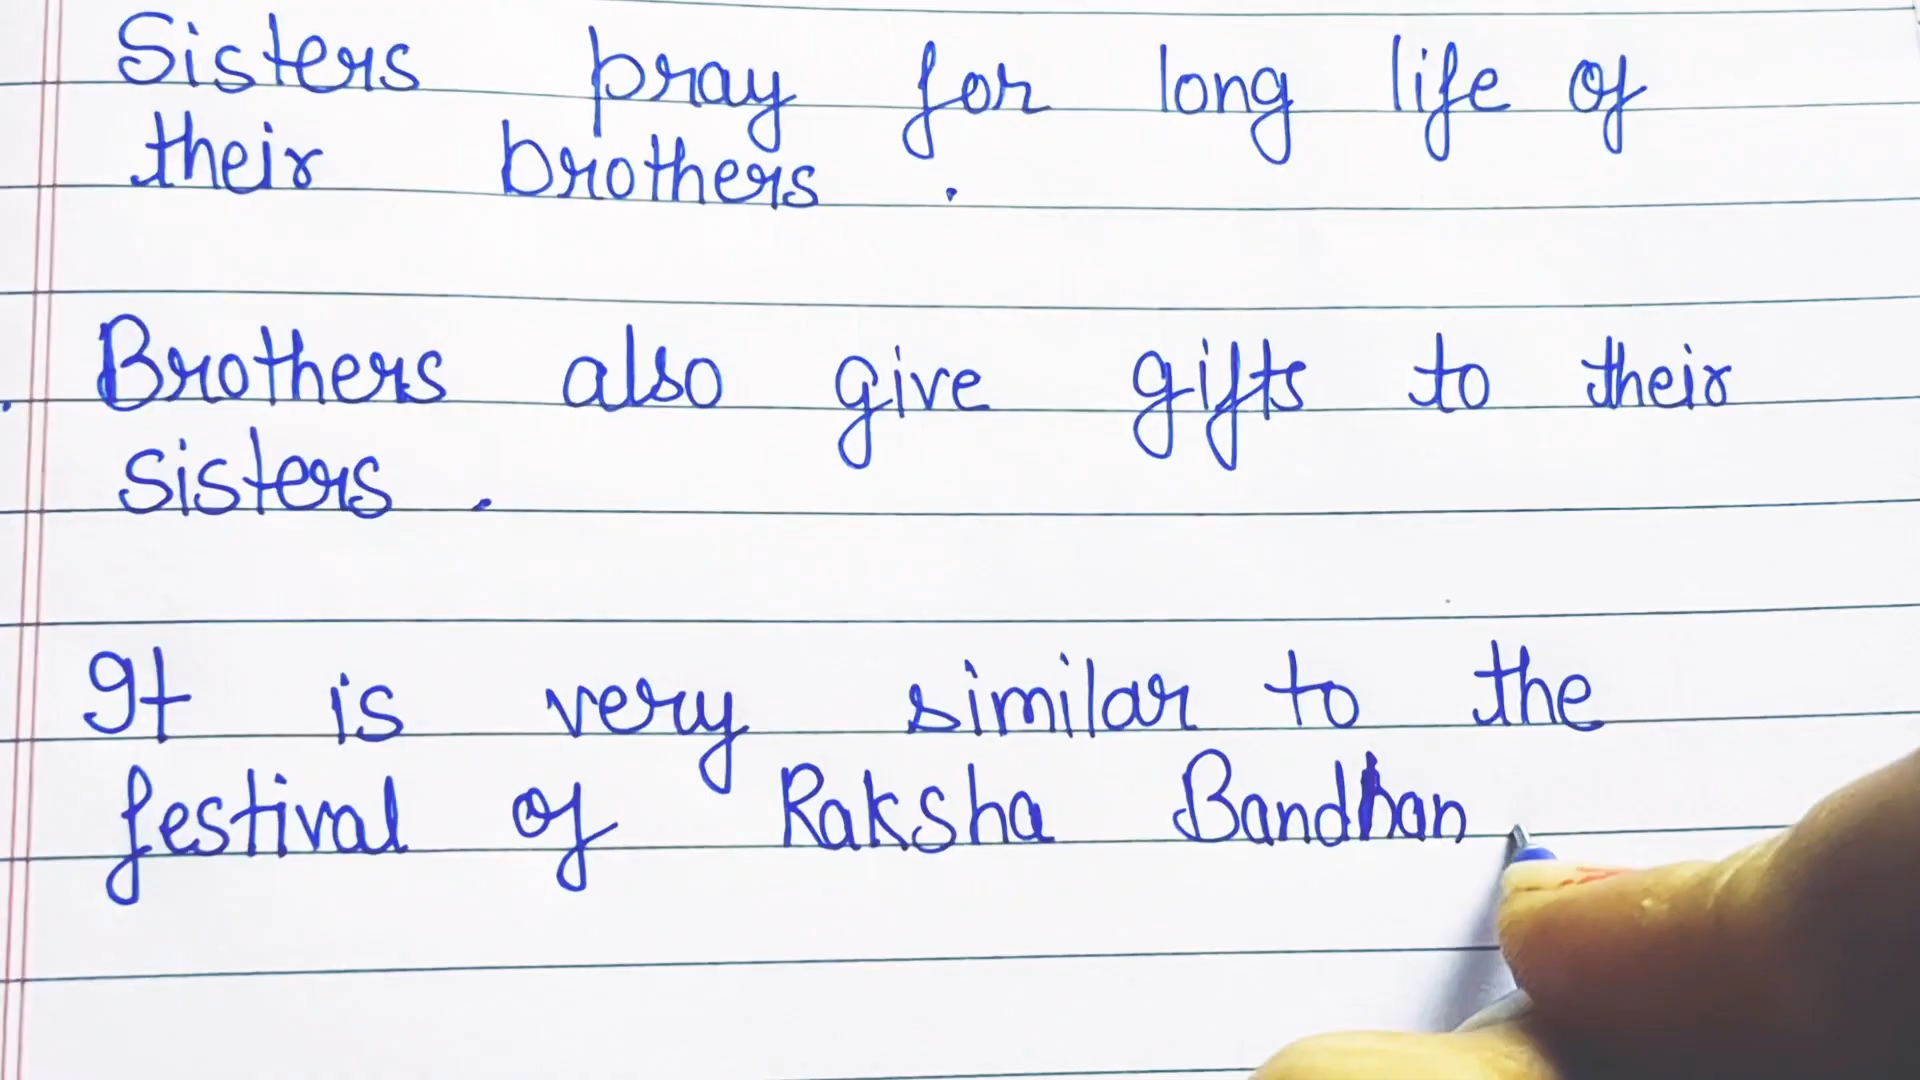 Sisters pray for long life of
their brothers .
Brothers also give gifts to their
sisters .
It is very similar to the
festival of Raksha Bandhan